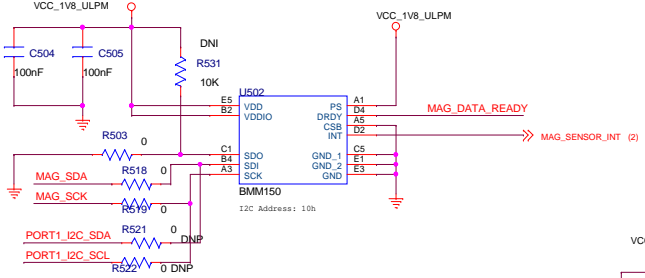 VCC_1V8_ULPM
VCC_1V8_ULPM
C504
100nF
C505
100nF
DNI
R531
10K
U502
E5 VDD PS A1
B2 VDDIO DRDY D4 MAG_DATA_READY
CSB A5
INT D2 MAG_SENSOR_INT (2)
R503 0
C1 SDO GND_1 C5
B4 SDI GND_2 E1
A3 SCK GND E3
BMM150
I2C Address: 10h
MAG_SDA R518 0
MAG_SCK R519 0
PORT1_I2C_SDA R521 0 DNP
PORT1_I2C_SCL R522 0 DNP